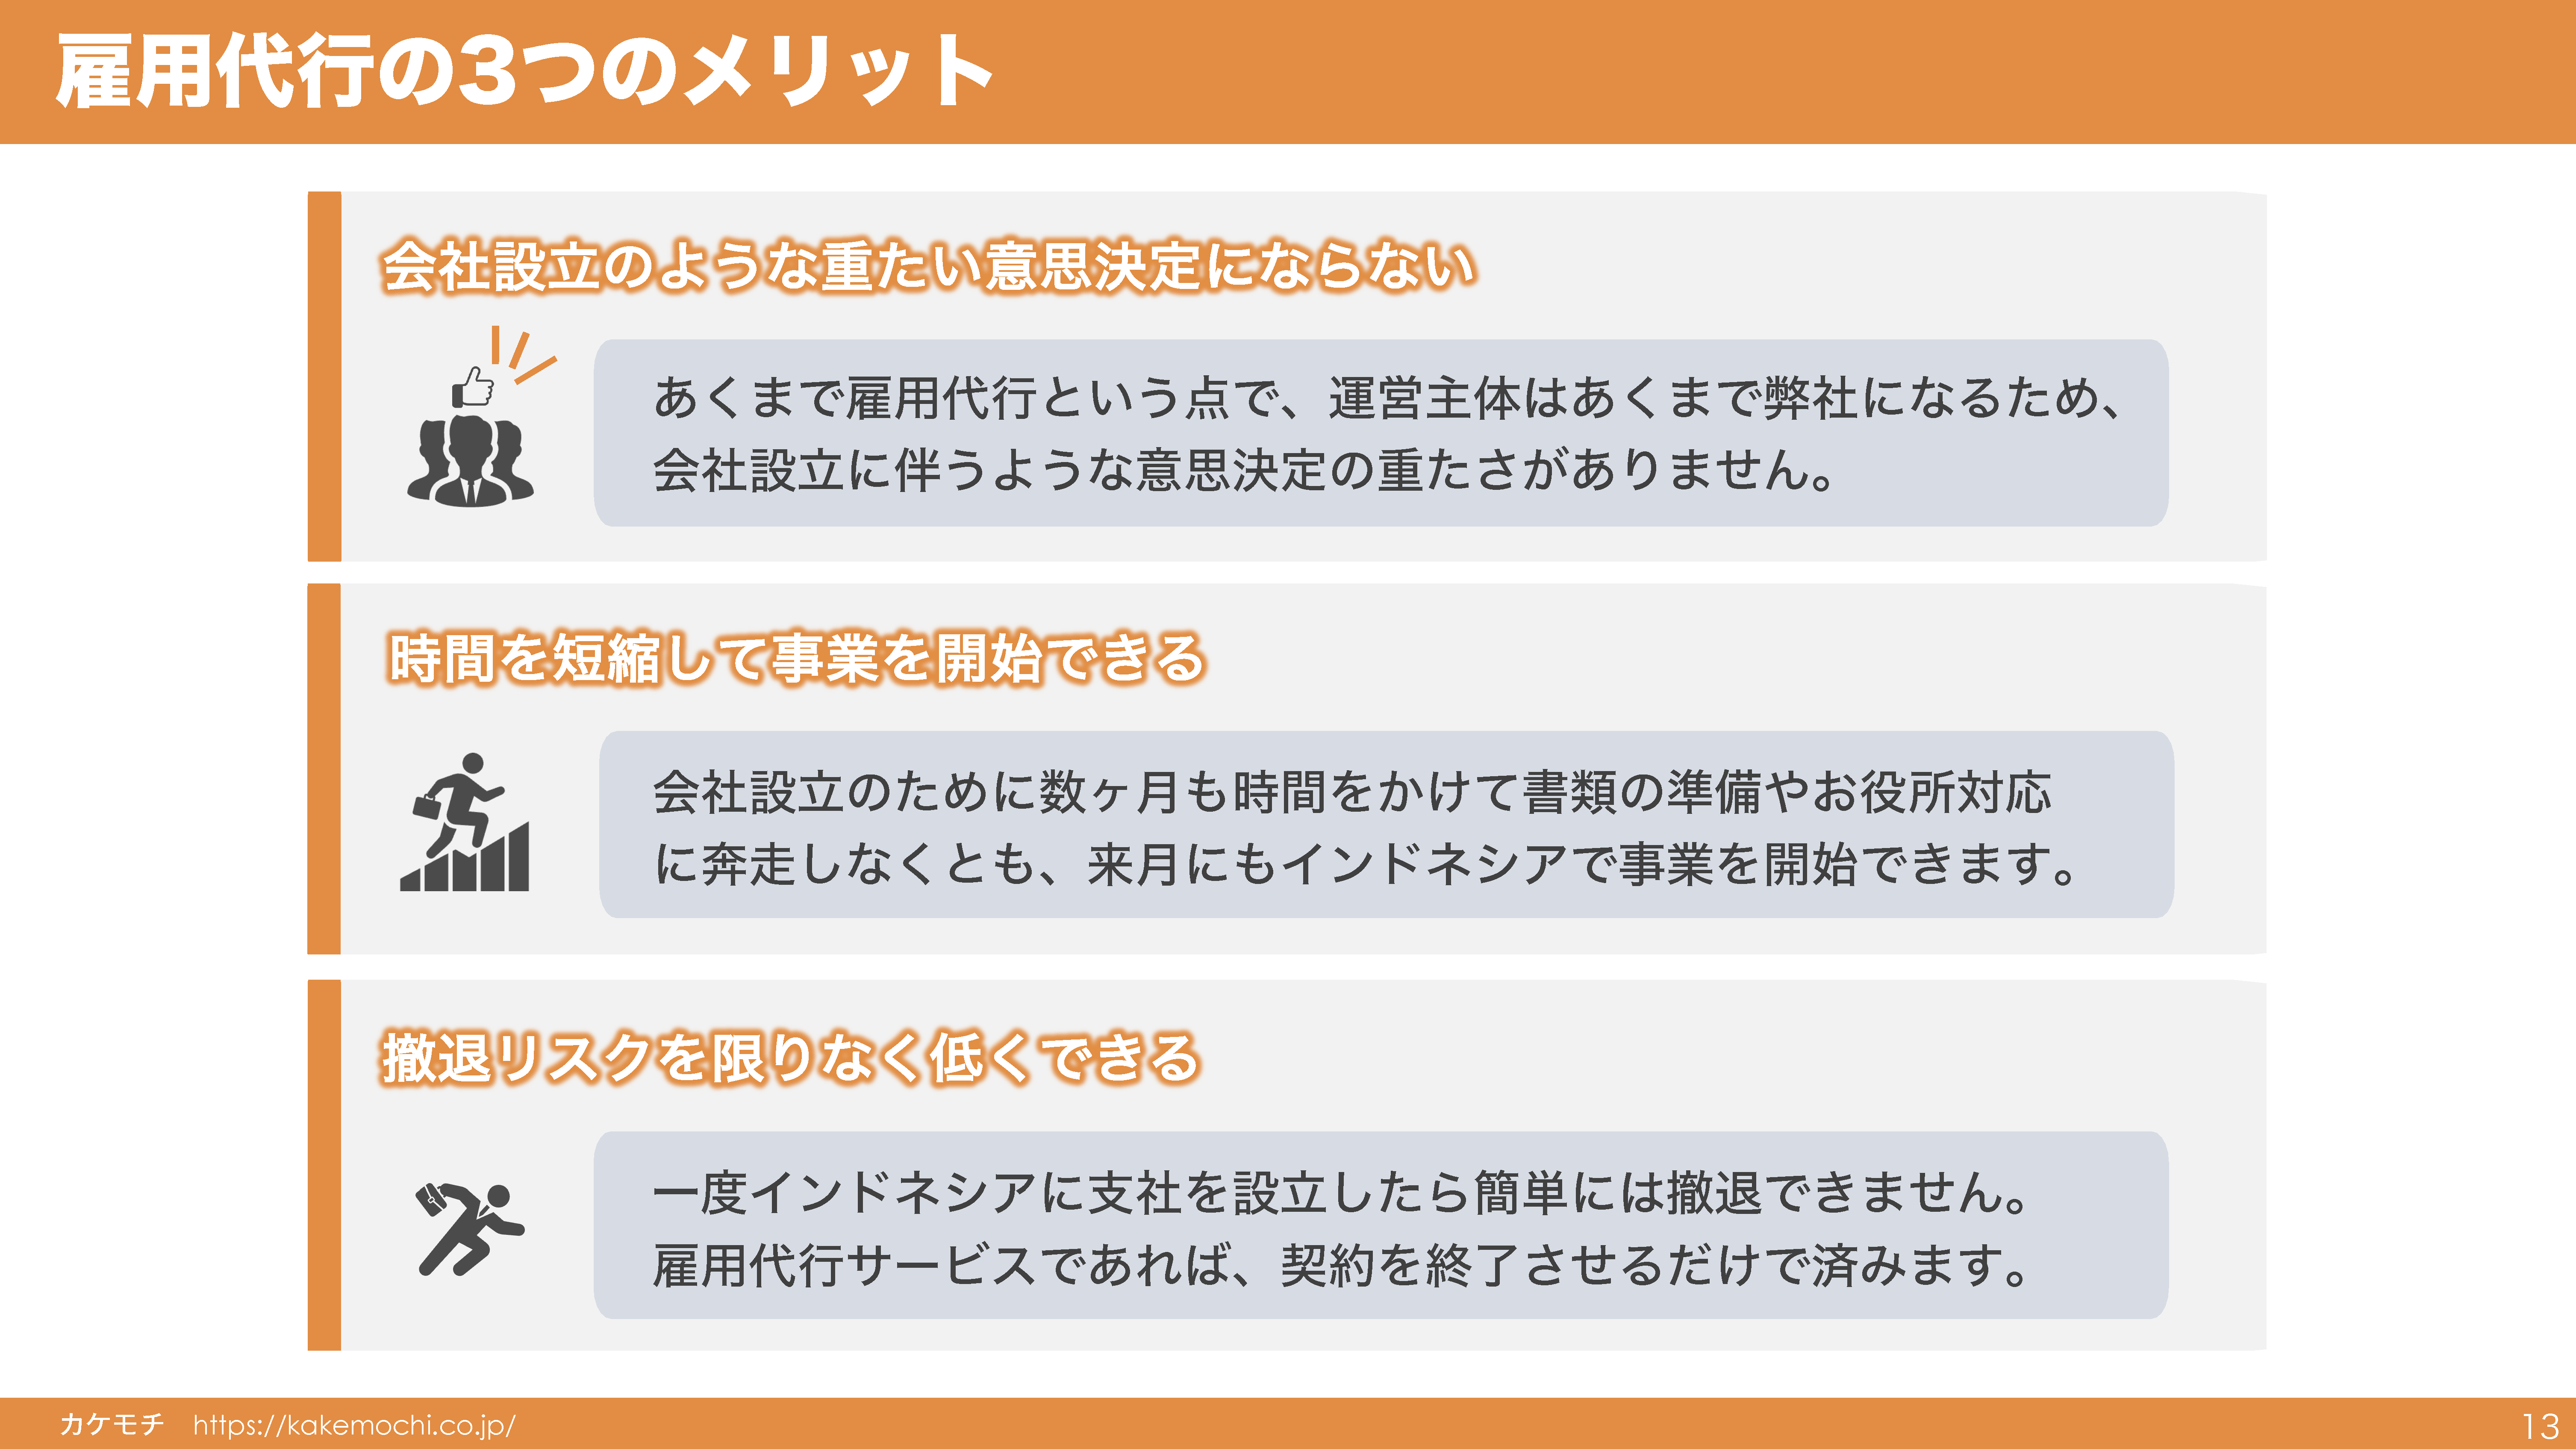 雇用代行の3つのメリット
会社設立のような重たい意思決定にならない
あくまで雇用代行という点で、運営主体はあくまで弊社になるため、
会社設立に伴うような意思決定の重たさがありません。
時間を短縮して事業を開始できる
会社設立のために数ヶ月も時間をかけて書類の準備やお役所対応
に奔走しなくとも、来月にもインドネシアで事業を開始できます。
撤退リスクを限りなく低くできる
一度インドネシアに支社を設立したら簡単には撤退できません。
雇用代行サービスであれば、契約を終了させるだけで済みます。
カケモチ https://kakemochi.co.jp/
13